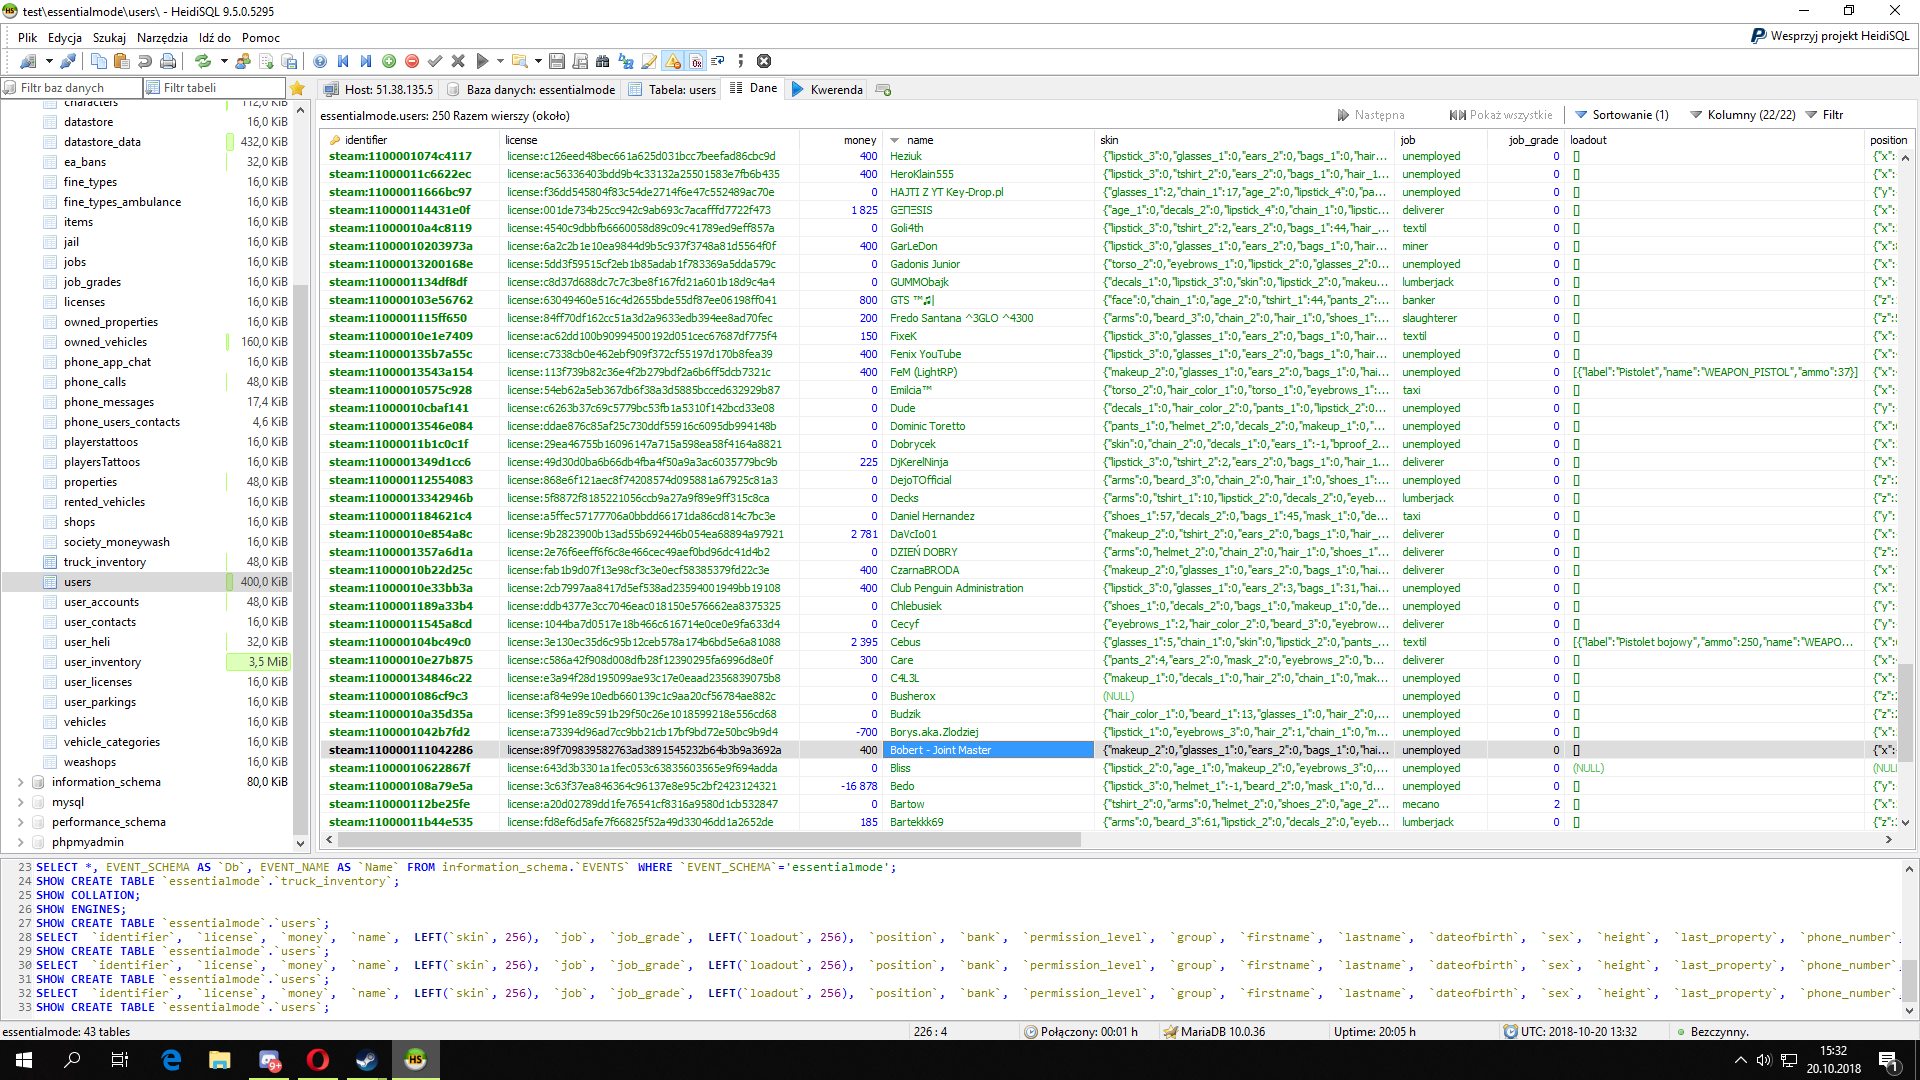 test\essentialmode\users\ - HeidiSQL 9.5.0.5295
Plik Edycja Szukaj Narzędzia Idź do Pomoc
Wesprzyj projekt HeidiSQL
Filtr baz danych Filtr tabeli
Host: 51.38.135.5 Baza danych: essentialmode Tabela: users Dane Kwerenda
essentialmode.users: 250 Razem wierszy (około)
Następna Pokaż wszystkie Sortowanie (1) Kolumny (22/22) Filtr
characters 112,0 KiB
datastore 16,0 KiB
datastore_data 432,0 KiB
ea_bans 32,0 KiB
fine_types 16,0 KiB
fine_types_ambulance 16,0 KiB
items 16,0 KiB
jail 16,0 KiB
jobs 16,0 KiB
job_grades 16,0 KiB
licenses 16,0 KiB
owned_properties 16,0 KiB
owned_vehicles 160,0 KiB
phone_app_chat 16,0 KiB
phone_calls 48,0 KiB
phone_messages 17,4 KiB
phone_users_contacts 4,6 KiB
playerstattoos 16,0 KiB
playersTattoos 16,0 KiB
properties 48,0 KiB
rented_vehicles 16,0 KiB
shops 16,0 KiB
society_moneywash 16,0 KiB
truck_inventory 48,0 KiB
users 400,0 KiB
user_accounts 48,0 KiB
user_contacts 16,0 KiB
user_heli 32,0 KiB
user_inventory 3,5 MiB
user_licenses 16,0 KiB
user_parkings 16,0 KiB
vehicles 16,0 KiB
vehicle_categories 16,0 KiB
weashops 16,0 KiB
information_schema 80,0 KiB
mysql
performance_schema
phpmyadmin
identifier license money name skin job job_grade loadout position
steam:1100001074c4117 license:c126eed48bec661a625d031bcc7beefad86cbc9d 400 Heziuk {"lipstick_3":0,"glasses_1":0,"ears_2":0,"bags_1":0,"hair... unemployed 0 [] {"x":
steam:11000011c6622ec license:ac56336403bdd9b4c33132a25501583e7fb6b435 400 HeroKlain555 {"lipstick_3":0,"tshirt_2":0,"ears_2":0,"bags_1":0,"hair_1... unemployed 0 [] {"x":
steam:11000011666bc97 license:f36dd545804f83c54de2714f6e47c552489ac70e 0 HAJTI Z YT Key-Drop.pl {"glasses_1":2,"chain_1":17,"age_2":0,"lipstick_4":0,"pa... unemployed 0 [] {"y":
steam:110000114431e0f license:001de734b25cc942c9ab693c7acafffd7722f473 1 825 GΞПΞSIS {"age_1":0,"decals_2":0,"lipstick_4":0,"chain_1":0,"lipstic... deliverer 0 [] {"x":
steam:11000010a4c8119 license:4540c9dbbfb6660058d89c09c41789ed9eff857a 0 Goli4th {"lipstick_3":0,"tshirt_2":2,"ears_2":0,"bags_1":44,"hair_... textil 0 [] {"x":
steam:11000010203973a license:6a2c2b1e10ea9844d9b5c937f3748a81d5564f0f 400 GarLeDon {"lipstick_3":0,"glasses_1":0,"ears_2":0,"bags_1":0,"hair... miner 0 [] {"x":
steam:11000013200168e license:5dd3f59515cf2eb1b85adab1f783369a5dda579c 0 Gadonis Junior {"torso_2":0,"eyebrows_1":0,"lipstick_2":0,"glasses_2":0... unemployed 0 [] {"x":
steam:1100001134df8df license:c8d37d688dc7c7c3be8f167fd21a601b18d9c4a4 0 GUMMObajk {"decals_1":0,"lipstick_3":0,"skin":0,"lipstick_2":0,"makeu... lumberjack 0 [] {"x":
steam:110000103e56762 license:63049460e516c4d2655bde55df87ee06198ff041 800 GTS ™♫| {"face":0,"chain_1":0,"age_2":0,"tshirt_1":44,"pants_2":... banker 0 [] {"z":
steam:1100001115ff650 license:84ff70df162cc51a3d2a9633edb394ee8ad70fec 200 Fredo Santana ^3GLO ^4300 {"arms":0,"beard_3":0,"chain_2":0,"hair_1":0,"shoes_1":... slaughterer 0 [] {"z":
steam:11000010e1e7409 license:ac62dd100b90994500192d051cec67687df775f4 150 FixeK {"lipstick_3":0,"glasses_1":0,"ears_2":0,"bags_1":0,"hair... textil 0 [] {"x":
steam:110000135b7a55c license:c7338cb0e462ebf909f372cf55197d170b8fea39 400 Fenix YouTube {"lipstick_3":0,"glasses_1":0,"ears_2":0,"bags_1":0,"hair... unemployed 0 [] {"x":
steam:11000013543a154 license:113f739b82c36e4f2b279bdf2a6b6ff5dcb7321c 400 FeM (LightRP) {"makeup_2":0,"glasses_1":0,"ears_2":0,"bags_1":0,"hai... unemployed 0 [{"label":"Pistolet","name":"WEAPON_PISTOL","ammo":37}] {"x":
steam:11000010575c928 license:54eb62a5eb367db6f38a3d5885bcced632929b87 0 Emilcia™ {"torso_2":0,"hair_color_1":0,"torso_1":0,"eyebrows_1":... taxi 0 [] {"x":
steam:11000010cbaf141 license:c6263b37c69c5779bc53fb1a5310f142bcd33e08 0 Dude {"decals_1":0,"hair_color_2":0,"pants_1":0,"lipstick_2":0... unemployed 0 [] {"y":
steam:11000013546e084 license:ddae876c85af25c730ddf55916c6095db994148b 0 Dominic Toretto {"pants_1":0,"helmet_2":0,"decals_2":0,"makeup_1":0,"... unemployed 0 [] {"x":
steam:11000011b1c0c1f license:29ea46755b16096147a715a598ea58f4164a8821 0 Dobrycek {"skin":0,"chain_2":0,"decals_1":0,"ears_1":-1,"bproof_2... unemployed 0 [] {"x":
steam:1100001349d1cc6 license:49d30d0ba6b66db4fba4f50a9a3ac6035779bc9b 225 DjKerelNinja {"lipstick_3":0,"tshirt_2":2,"ears_2":0,"bags_1":0,"hair_1... deliverer 0 [] {"x":
steam:110000112554083 license:868e6f121aec8f74208574d095881a67925c81a3 0 DejoTOfficial {"arms":0,"beard_3":0,"chain_2":0,"hair_1":0,"shoes_1":... unemployed 0 [] {"x":
steam:11000013342946b license:5f8872f8185221056ccb9a27a9f89e9ff315c8ca 0 Decks {"arms":0,"tshirt_1":10,"lipstick_2":0,"decals_2":0,"eyeb... lumberjack 0 [] {"z":
steam:1100001184621c4 license:a5ffec57177706a0bbdd66171da86cd814c7bc3e 0 Daniel Hernandez {"shoes_1":57,"decals_2":0,"bags_1":45,"mask_1":0,"de... taxi 0 [] {"y":
steam:11000010e854a8c license:9b2823900b13ad55b692446b054ea68894a97921 2 781 DaVcIo01 {"makeup_2":0,"tshirt_2":0,"ears_2":0,"bags_1":0,"hair... deliverer 0 [] {"x":
steam:1100001357a6d1a license:2e76f6eeff6f6c8e466cec49aef0bd96dc41d4b2 0 DZIEŃ DOBRY {"arms":0,"helmet_2":0,"chain_2":0,"hair_1":0,"shoes_1"... unemployed 0 [] {"z":
steam:11000010b22d25c license:fab1b9d07f13e98cf3c3e0ecf58385379fd22c3e 400 CzarnaBRODA {"makeup_2":0,"glasses_1":0,"ears_2":0,"bags_1":0,"hai... unemployed 0 [] {"x":
steam:11000010e33bb3a license:2cb7997aa8417d5ef538ad23594001949bb19108 400 Club Penguin Administration {"lipstick_3":0,"glasses_1":0,"ears_2":3,"bags_1":31,"hai... unemployed 0 [] {"x":
steam:1100001189a33b4 license:ddb4377e3cc7046eac018150e576662ea8375325 0 Chlebusiek {"shoes_1":0,"decals_2":0,"bags_1":0,"makeup_1":0,"de... unemployed 0 [] {"y":
steam:11000011545a8cd license:1044ba7d0517e18b466c616714e0ce0e9fa633d4 0 Cecyf {"eyebrows_1":2,"hair_color_2":0,"beard_3":0,"eyebrow... deliverer 0 [] {"y":
steam:110000104bc49c0 license:3e130ec35d6c95b12ceb578a174b6bd5e6a81088 2 395 Cebus {"glasses_1":5,"chain_1":0,"skin":0,"lipstick_2":0,"pants_... textil 0 [{"label":"Pistolet bojowy","ammo":250,"name":"WEAPO... {"x":
steam:11000010e27b875 license:c586a42f908d008dfb28f12390295fa6996d8e0f 300 Care {"pants_2":4,"ears_2":0,"mask_2":0,"eyebrows_2":0,"b... deliverer 0 [] {"x":
steam:110000134846c22 license:e3a94f28d195099ae93c17e0eaad2356839075b8 0 C4L3L {"makeup_1":0,"decals_1":0,"hair_2":0,"chain_1":0,"mak... unemployed 0 [] {"x":
steam:1100001086cf9c3 license:af84e99e10edb660139c1c9aa20cf56784ae882c 0 Busherox (NULL) unemployed 0 [] {"z":
steam:11000010a35d35a license:3f991e89c591b29f50c26e1018599218e556cd68 0 Budzik {"hair_color_1":0,"beard_1":13,"glasses_1":0,"hair_2":0,... unemployed 0 [] {"z":
steam:1100001042b7fd2 license:a73394d96ad7cc9bb21cb17bf9bd72e50bc9b9d4 -700 Borys.aka.Zlodziej {"lipstick_1":0,"eyebrows_3":0,"hair_2":1,"chain_1":0,"m... unemployed 0 [] {"x":
steam:110000111042286 license:89f709839582763ad3891545232b64b3b9a3692a 400 Bobert - Joint Master {"makeup_2":0,"glasses_1":0,"ears_2":0,"bags_1":0,"hai... unemployed 0 [] {"x":
steam:11000010622867f license:643d3b3301a1fec053c63835603565e9f694adda 0 Bliss {"lipstick_2":0,"age_1":0,"makeup_2":0,"eyebrows_3":0,... unemployed 0 (NULL) (NUL
steam:1100000108a79e5a license:3c63f37ea846364c96137e8e95c2bf2423124321 -16 878 Bedo {"lipstick_3":0,"helmet_1":-1,"beard_2":0,"mask_1":0,"d... unemployed 0 [] {"x":
steam:110000112be25fe license:a20d02789dd1fe76541cf8316a9580d1cb532847 0 Bartow {"tshirt_2":0,"arms":0,"helmet_2":0,"shoes_2":0,"age_2"... mecano 2 [] {"x":
steam:11000011b44e535 license:fd8ef6d5afe7f66825f52a49d33046dd1a2652de 185 Bartekkk69 {"arms":0,"beard_3":61,"lipstick_2":0,"decals_2":0,"eyeb... lumberjack 0 [] {"z":
23 SELECT *, EVENT_SCHEMA AS `Db`, EVENT_NAME AS `Name` FROM information_schema.`EVENTS` WHERE `EVENT_SCHEMA`='essentialmode';
24 SHOW CREATE TABLE `essentialmode`.`truck_inventory`;
25 SHOW COLLATION;
26 SHOW ENGINES;
27 SHOW CREATE TABLE `essentialmode`.`users`;
28 SELECT `identifier`, `license`, `money`, `name`, LEFT(`skin`, 256), `job`, `job_grade`, LEFT(`loadout`, 256), `position`, `bank`, `permission_level`, `group`, `firstname`, `lastname`, `dateofbirth`, `sex`, `height`, `last_property`, `phone_number`,
29 SHOW CREATE TABLE `essentialmode`.`users`;
30 SELECT `identifier`, `license`, `money`, `name`, LEFT(`skin`, 256), `job`, `job_grade`, LEFT(`loadout`, 256), `position`, `bank`, `permission_level`, `group`, `firstname`, `lastname`, `dateofbirth`, `sex`, `height`, `last_property`, `phone_number`,
31 SHOW CREATE TABLE `essentialmode`.`users`;
32 SELECT `identifier`, `license`, `money`, `name`, LEFT(`skin`, 256), `job`, `job_grade`, LEFT(`loadout`, 256), `position`, `bank`, `permission_level`, `group`, `firstname`, `lastname`, `dateofbirth`, `sex`, `height`, `last_property`, `phone_number`,
33 SHOW CREATE TABLE `essentialmode`.`users`;
essentialmode: 43 tables 226 : 4 Połączony: 00:01 h MariaDB 10.0.36 Uptime: 20:05 h UTC: 2018-10-20 13:32 Bezczynny.
15:32
20.10.2018